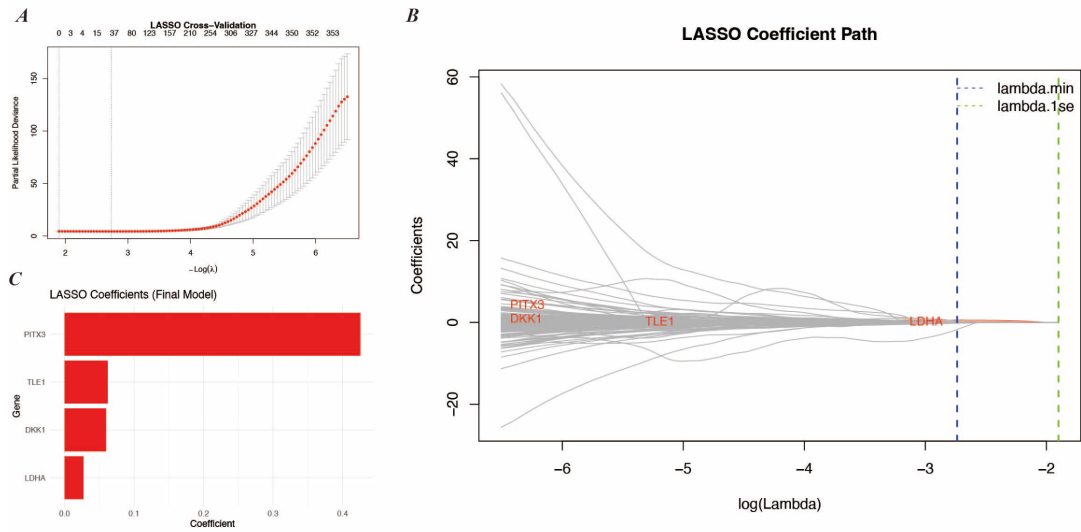 A
LASSO Cross−Validation
0 3 4 15 37 80 123 157 210 254 306 327 344 350 352 353
Partial Likelihood Deviance
150
100
50
0
2 3 4 5 6
−Log(λ)
B
LASSO Coefficient Path
lambda.min
lambda.1se
Coefficients
60
40
20
0
−20
PITX3
DKK1
TLE1
LDHA
−6 −5 −4 −3 −2
log(Lambda)
C
LASSO Coefficients (Final Model)
Gene
PITX3
TLE1
DKK1
LDHA
0.0 0.1 0.2 0.3 0.4
Coefficient